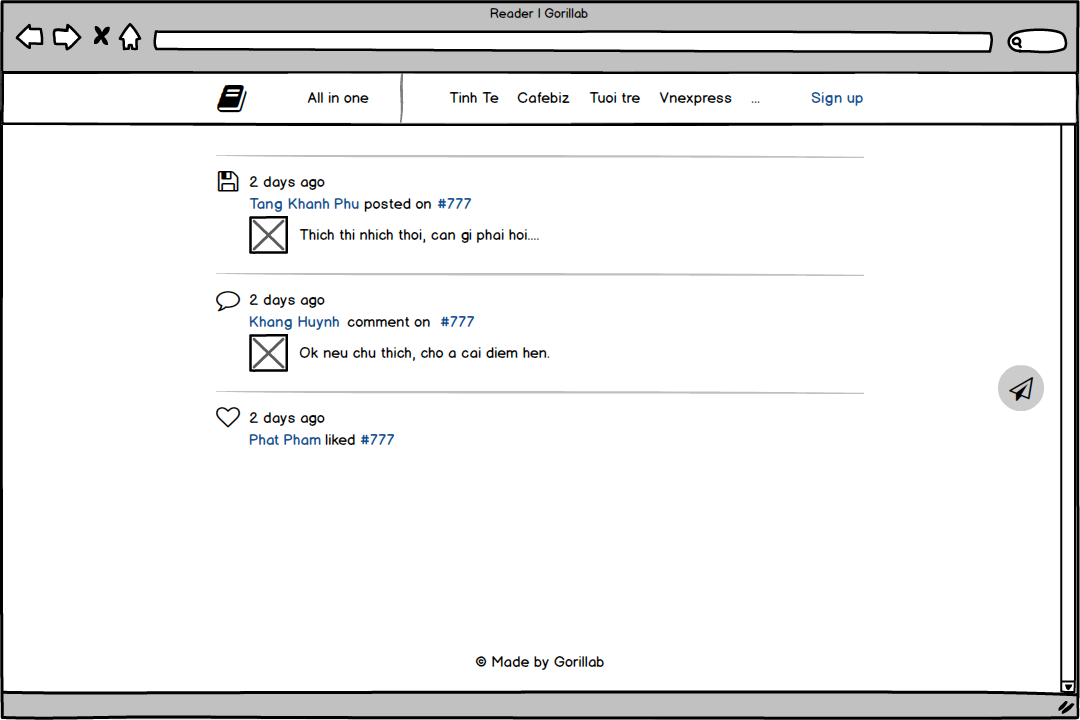 Reader | Gorillab
All in one Tinh Te Cafebiz Tuoi tre Vnexpress ... Sign up
2 days ago
Tang Khanh Phu posted on #777
Thich thi nhich thoi, can gi phai hoi....
2 days ago
Khang Huynh comment on #777
Ok neu chu thich, cho a cai diem hen.
2 days ago
Phat Pham liked #777
© Made by Gorillab